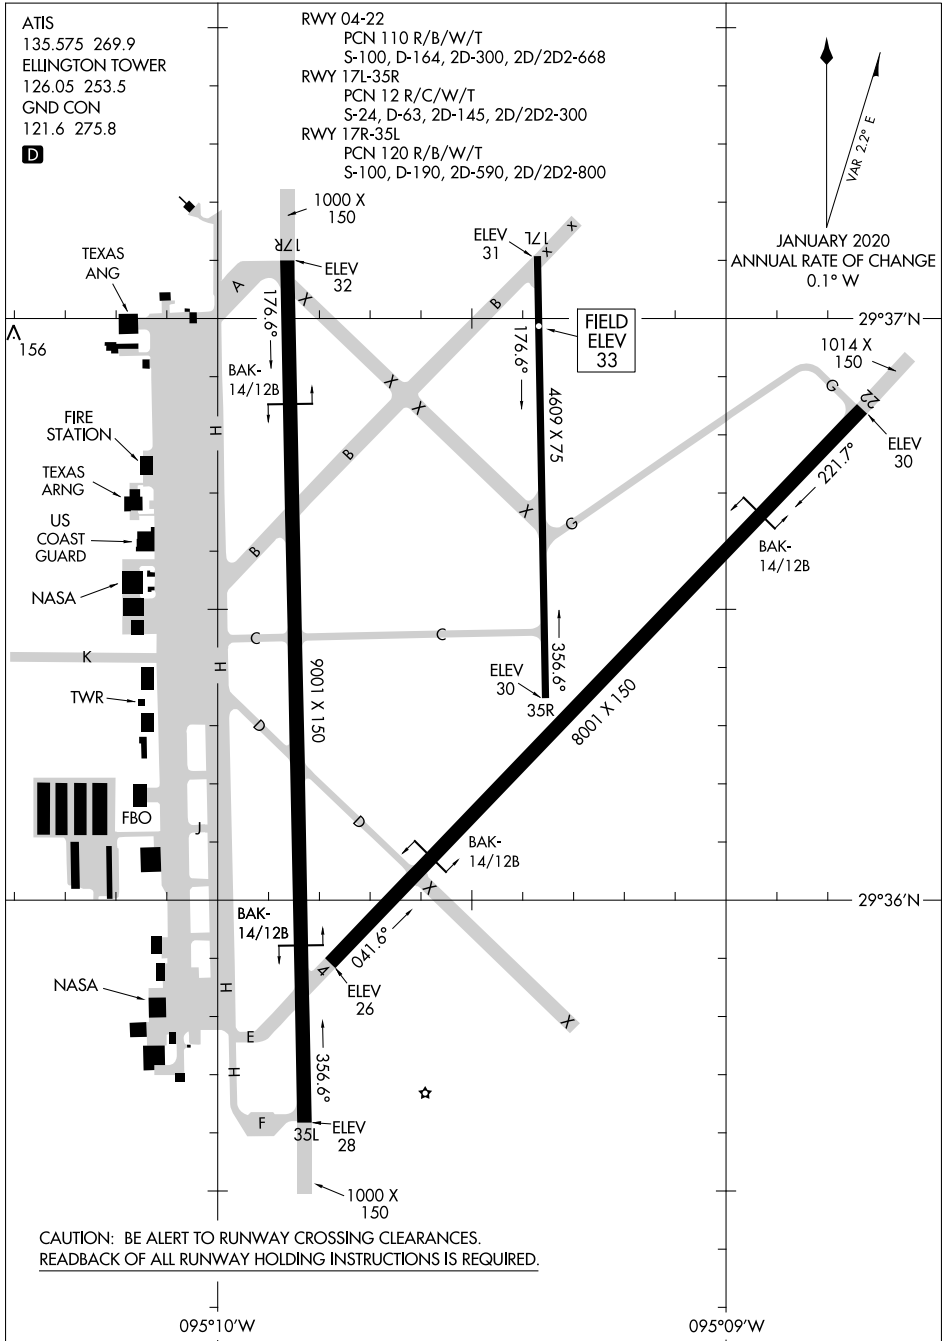 ATIS
135.575 269.9
ELLINGTON TOWER
126.05 253.5
GND CON
121.6 275.8
D
RWY 04-22
PCN 110 R/B/W/T
S-100, D-164, 2D-300, 2D/2D2-668
RWY 17L-35R
PCN 12 R/C/W/T
S-24, D-63, 2D-145, 2D/2D2-300
RWY 17R-35L
PCN 120 R/B/W/T
S-100, D-190, 2D-590, 2D/2D2-800
VAR 2.2° E
JANUARY 2020
ANNUAL RATE OF CHANGE
0.1° W
1000 X
150
17R
ELEV
32
ELEV
31
17L
X
X
TEXAS
ANG
A
X
B
176.6°
156
FIELD
ELEV
33
29°37'N
1014 X
150
176.6°
BAK-
14/12B
X
X
4609 X 75
G
22
ELEV
30
221.7°
H
FIRE
STATION
B
TEXAS
ARNG
X
G
US
COAST
GUARD
B
BAK-
14/12B
NASA
C
C
K
H
356.6°
9001 X 150
ELEV
30
35R
TWR
D
8001 X 150
FBO
J
D
BAK-
14/12B
X
29°36'N
BAK-
14/12B
041.6°
4
ELEV
26
NASA
H
E
X
H
356.6°
F
35L
ELEV
28
1000 X
150
CAUTION: BE ALERT TO RUNWAY CROSSING CLEARANCES.
READBACK OF ALL RUNWAY HOLDING INSTRUCTIONS IS REQUIRED.
095°10'W
095°09'W